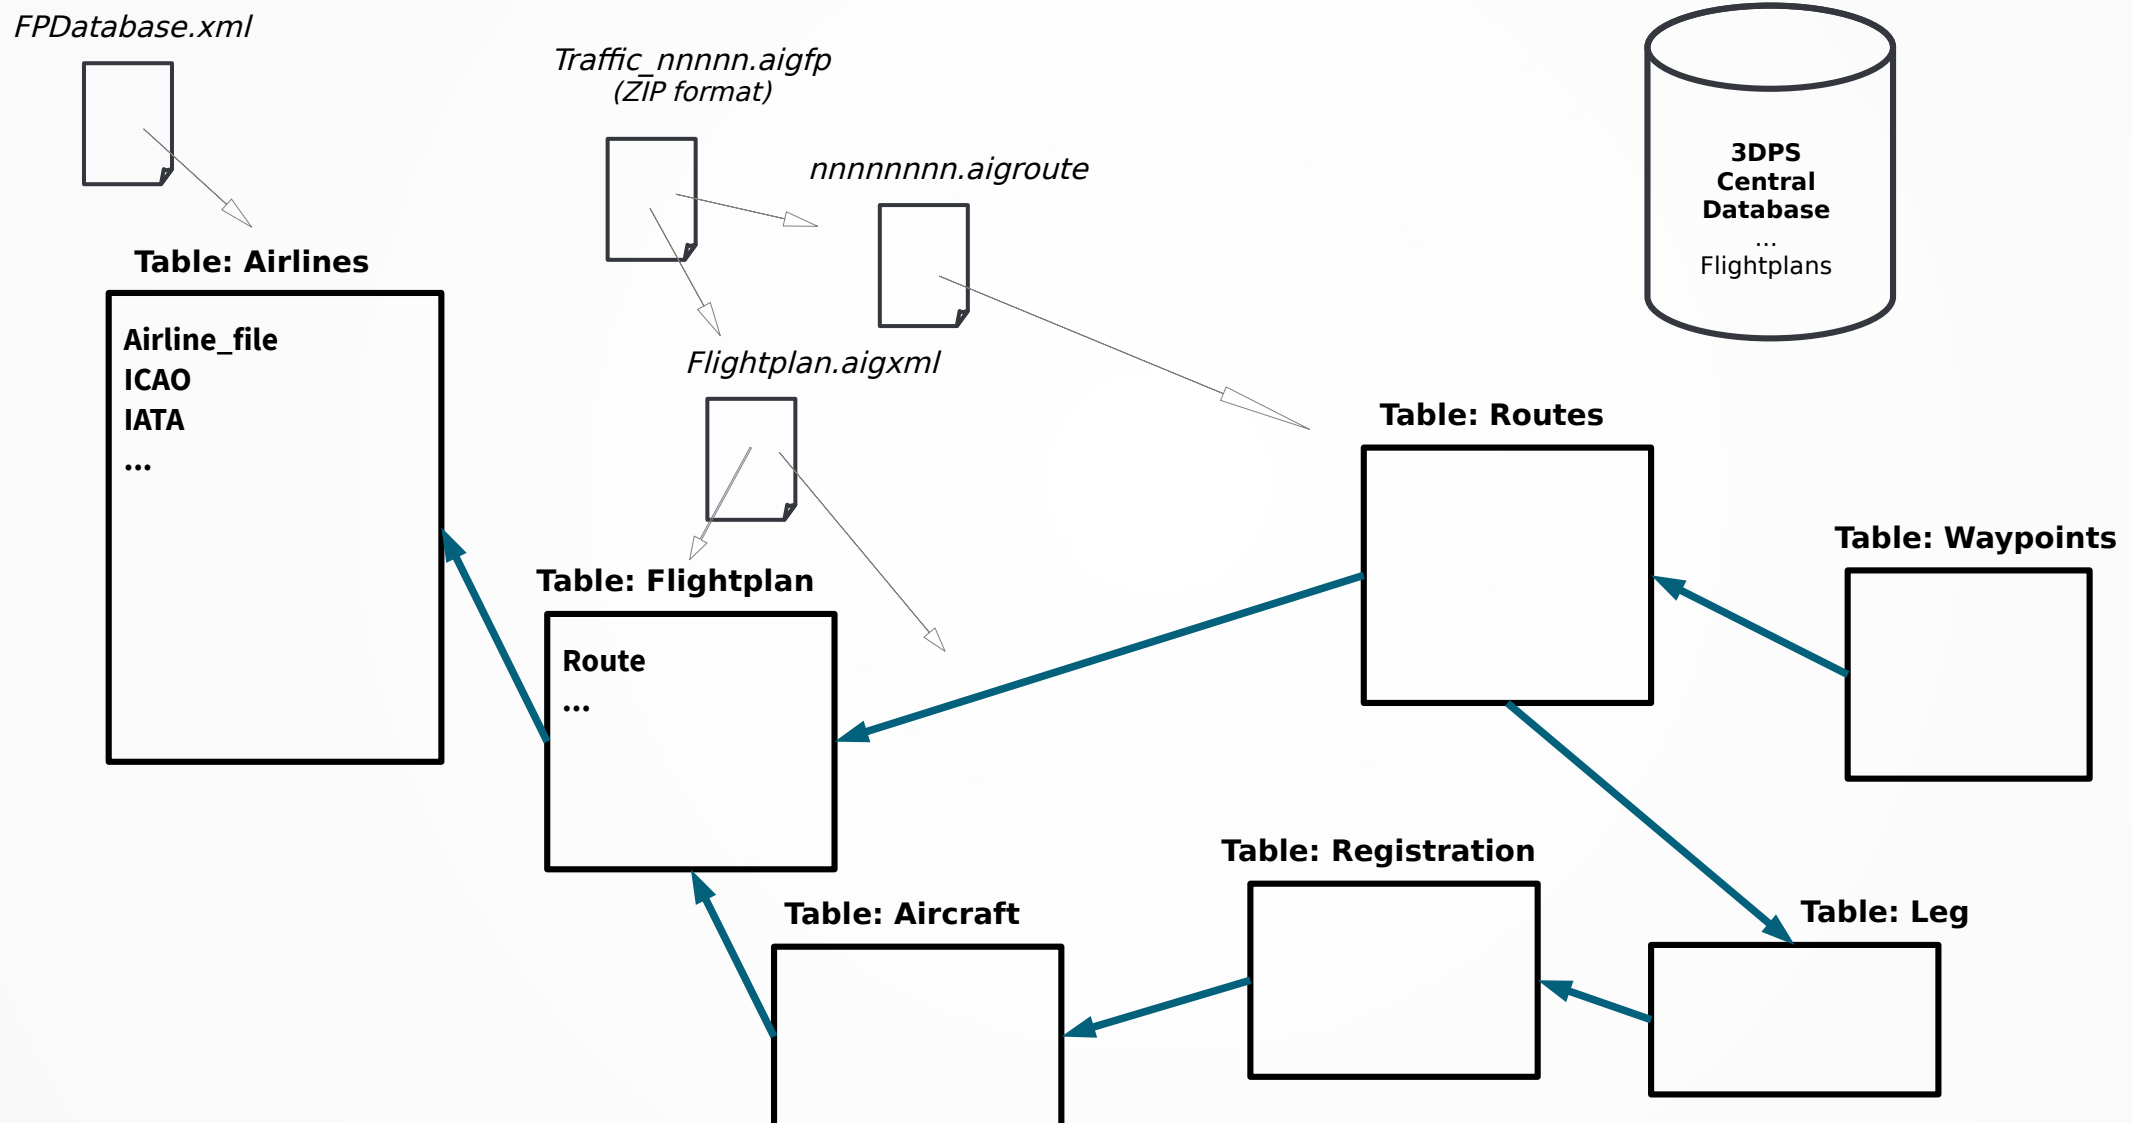 FPDatabase.xml
Traffic_nnnnn.aigfp
(ZIP format)
nnnnnnnn.aigroute
3DPS
Central
Database
...
Flightplans
Table: Airlines
Airline_file
ICAO
IATA
...
Flightplan.aigxml
Table: Routes
Table: Waypoints
Table: Flightplan
Route
...
Table: Registration
Table: Aircraft
Table: Leg